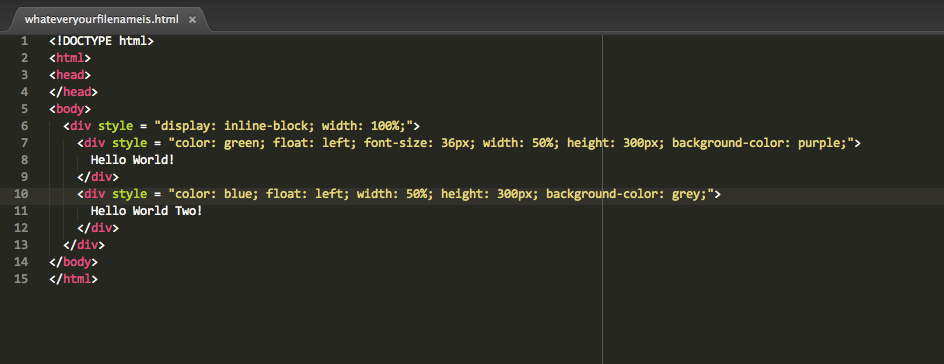 whateveryourfilenameis.html ×
1 <!DOCTYPE html>
2 <html>
3 <head>
4 </head>
5 <body>
6 <div style = "display: inline-block; width: 100%;">
7 <div style = "color: green; float: left; font-size: 36px; width: 50%; height: 300px; background-color: purple;">
8 Hello World!
9 </div>
10 <div style = "color: blue; float: left; width: 50%; height: 300px; background-color: grey;">
11 Hello World Two!
12 </div>
13 </div>
14 </body>
15 </html>